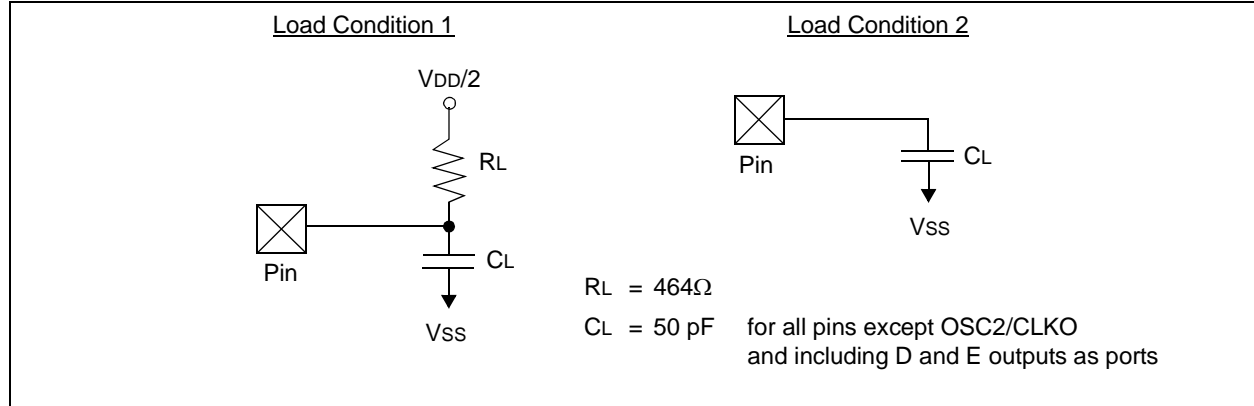 Load Condition 1
VDD/2
RL
Pin
CL
VSS
Load Condition 2
Pin
CL
VSS
RL = 464Ω
CL = 50 pF for all pins except OSC2/CLKO
and including D and E outputs as ports